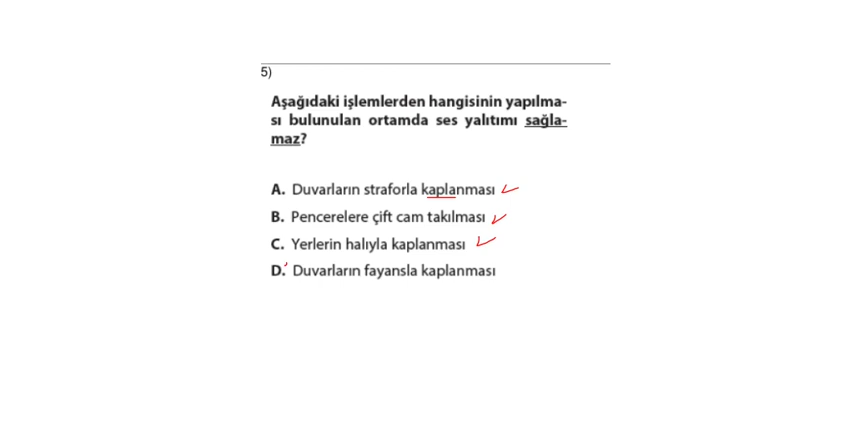 5)
Aşağıdaki işlemlerden hangisinin yapılma-
sı bulunulan ortamda ses yalıtımı sağla-
maz?
A. Duvarların straforla kaplanması
B. Pencerelere çift cam takılması
C. Yerlerin halıyla kaplanması
D. Duvarların fayansla kaplanması